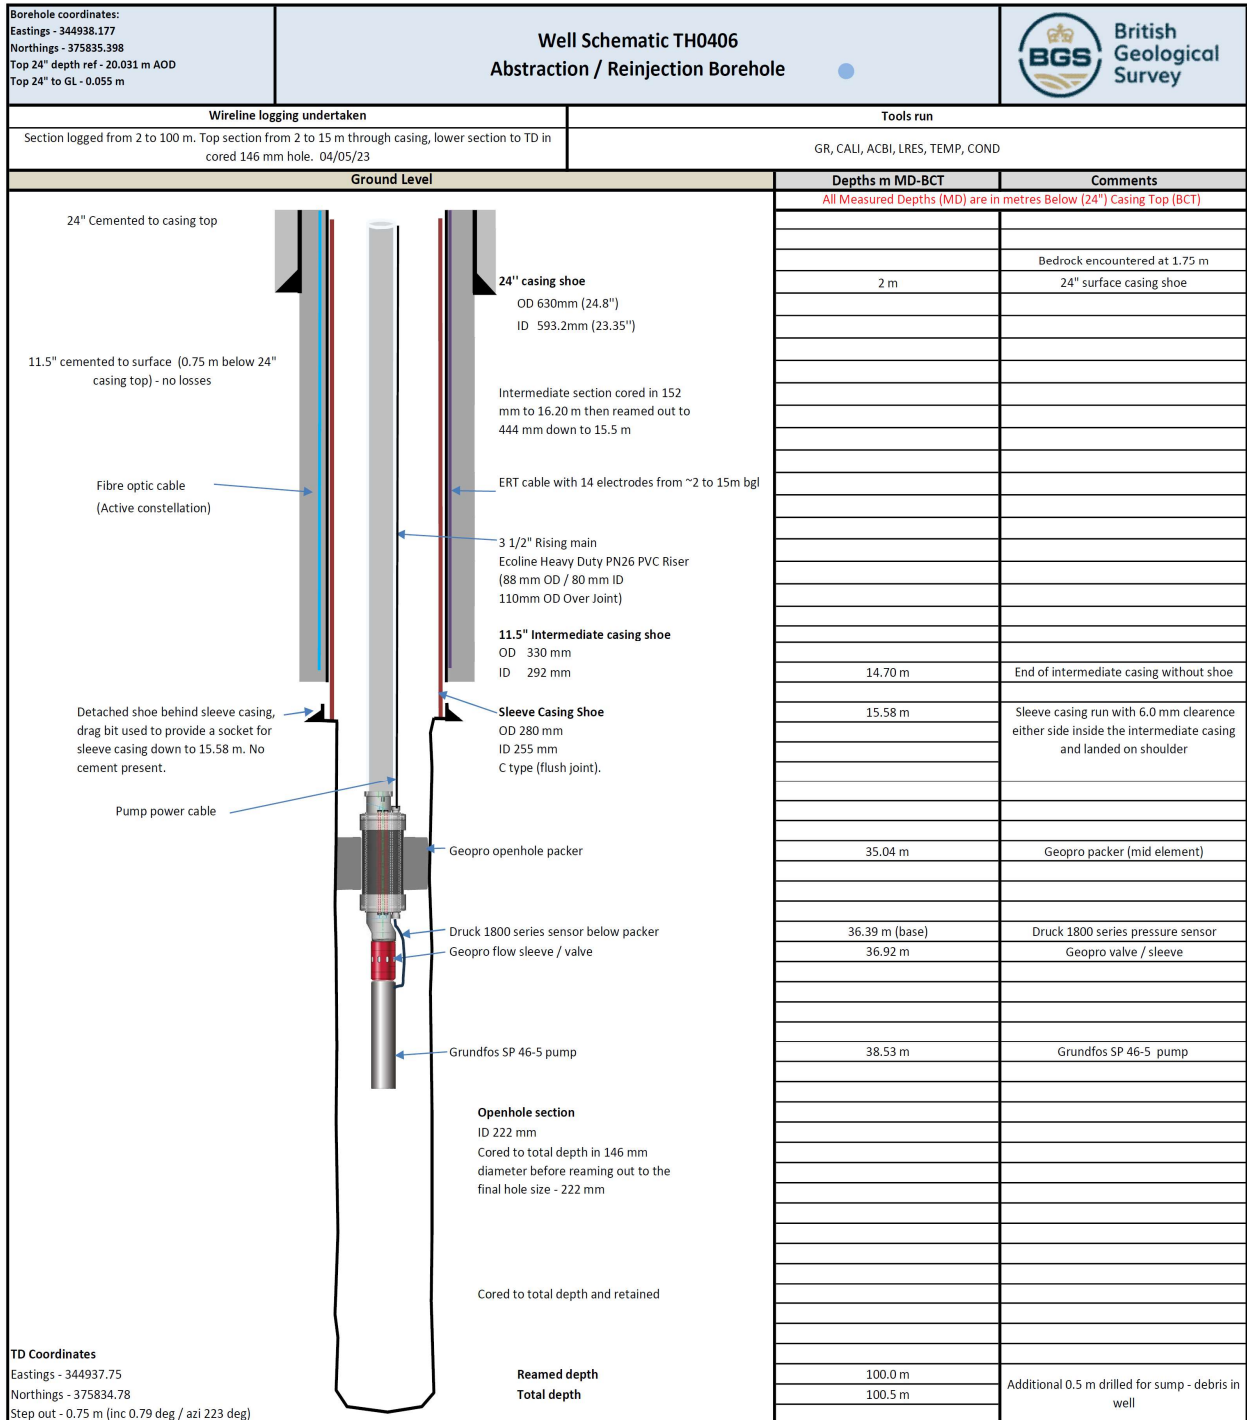 Borehole coordinates:
Eastings - 344938.177
Northings - 375835.398
Top 24" depth ref - 20.031 m AOD
Top 24" to GL - 0.055 m
Well Schematic TH0406
Abstraction / Reinjection Borehole
BGS
British
Geological
Survey
Wireline logging undertaken
Tools run
Section logged from 2 to 100 m. Top section from 2 to 15 m through casing, lower section to TD in
cored 146 mm hole. 04/05/23
GR, CALI, ACBI, LRES, TEMP, COND
Ground Level
Depths m MD-BCT
Comments
All Measured Depths (MD) are in metres Below (24") Casing Top (BCT)
24" Cemented to casing top
Bedrock encountered at 1.75 m
24'' casing shoe
OD 630mm (24.8")
ID 593.2mm (23.35'')
2 m
24" surface casing shoe
11.5" cemented to surface (0.75 m below 24"
casing top) - no losses
Intermediate section cored in 152
mm to 16.20 m then reamed out to
444 mm down to 15.5 m
Fibre optic cable
(Active constellation)
ERT cable with 14 electrodes from ~2 to 15m bgl
3 1/2" Rising main
Ecoline Heavy Duty PN26 PVC Riser
(88 mm OD / 80 mm ID
110mm OD Over Joint)
11.5" Intermediate casing shoe
OD 330 mm
ID 292 mm
14.70 m
End of intermediate casing without shoe
Detached shoe behind sleeve casing,
drag bit used to provide a socket for
sleeve casing down to 15.58 m. No
cement present.
Sleeve Casing Shoe
OD 280 mm
ID 255 mm
C type (flush joint).
15.58 m
Sleeve casing run with 6.0 mm clearence
either side inside the intermediate casing
and landed on shoulder
Pump power cable
Geopro openhole packer
35.04 m
Geopro packer (mid element)
Druck 1800 series sensor below packer
36.39 m (base)
Druck 1800 series pressure sensor
Geopro flow sleeve / valve
36.92 m
Geopro valve / sleeve
Grundfos SP 46-5 pump
38.53 m
Grundfos SP 46-5 pump
Openhole section
ID 222 mm
Cored to total depth in 146 mm
diameter before reaming out to the
final hole size - 222 mm
Cored to total depth and retained
TD Coordinates
Eastings - 344937.75
Northings - 375834.78
Step out - 0.75 m (inc 0.79 deg / azi 223 deg)
Reamed depth
100.0 m
Total depth
100.5 m
Additional 0.5 m drilled for sump - debris in
well